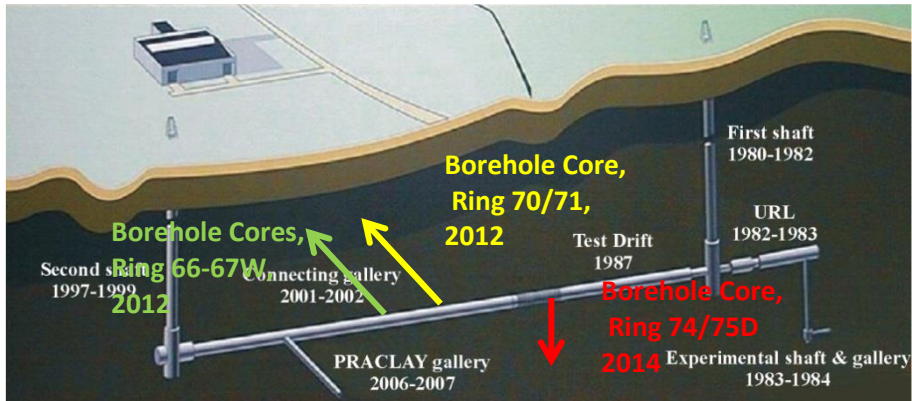 First shaft
1980-1982
Borehole Core,
Ring 70/71,
2012
URL
1982-1983
Borehole Cores,
Ring 66-67W,
2012
Test Drift
1987
Second shaft
1997-1999
Connecting gallery
2001-2002
Borehole Core,
Ring 74/75D
2014
PRACLAY gallery
2006-2007
Experimental shaft & gallery
1983-1984